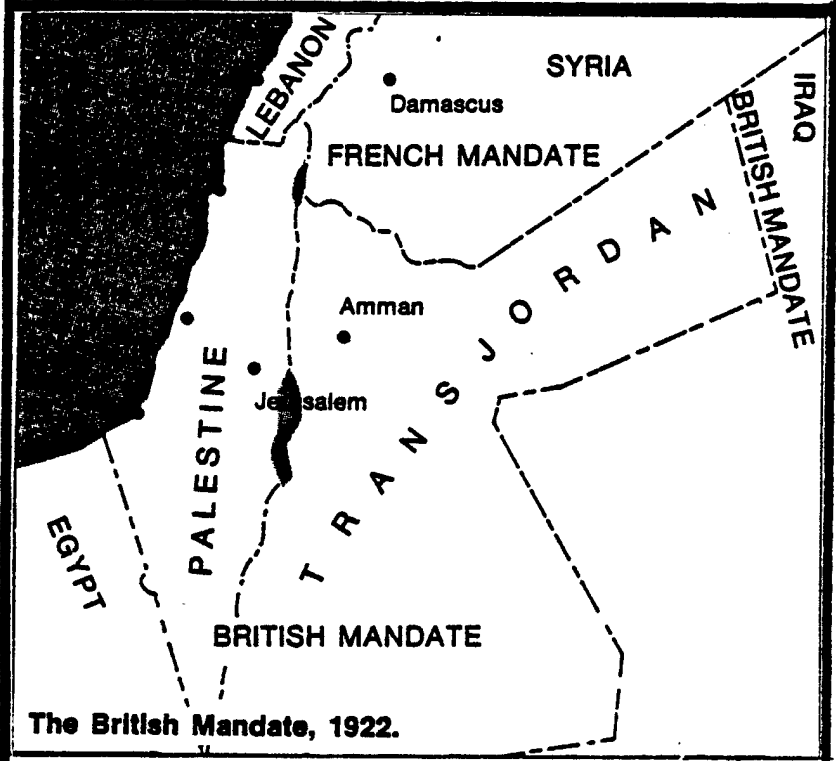 LEBANON
SYRIA
IRAQ
Damascus
BRITISH MANDATE
FRENCH MANDATE
TRANSJORDAN
Amman
PALESTINE
Jerusalem
EGYPT
BRITISH MANDATE
The British Mandate, 1922.